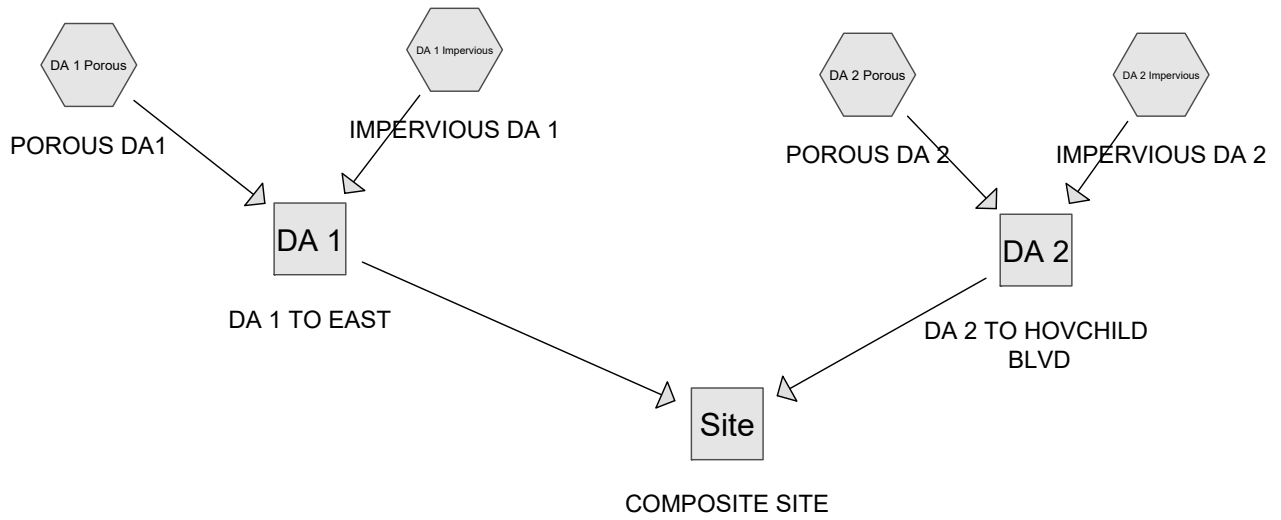 DA 1 Porous
DA 1 Impervious
DA 2 Porous
DA 2 Impervious
POROUS DA1
IMPERVIOUS DA 1
POROUS DA 2
IMPERVIOUS DA 2
DA 1
DA 2
DA 1 TO EAST
DA 2 TO HOVCHILD
BLVD
Site
COMPOSITE SITE